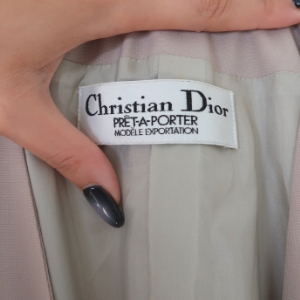 Christian Dior
PRÊT-A-PORTER
MODÈLE EXPORTATION